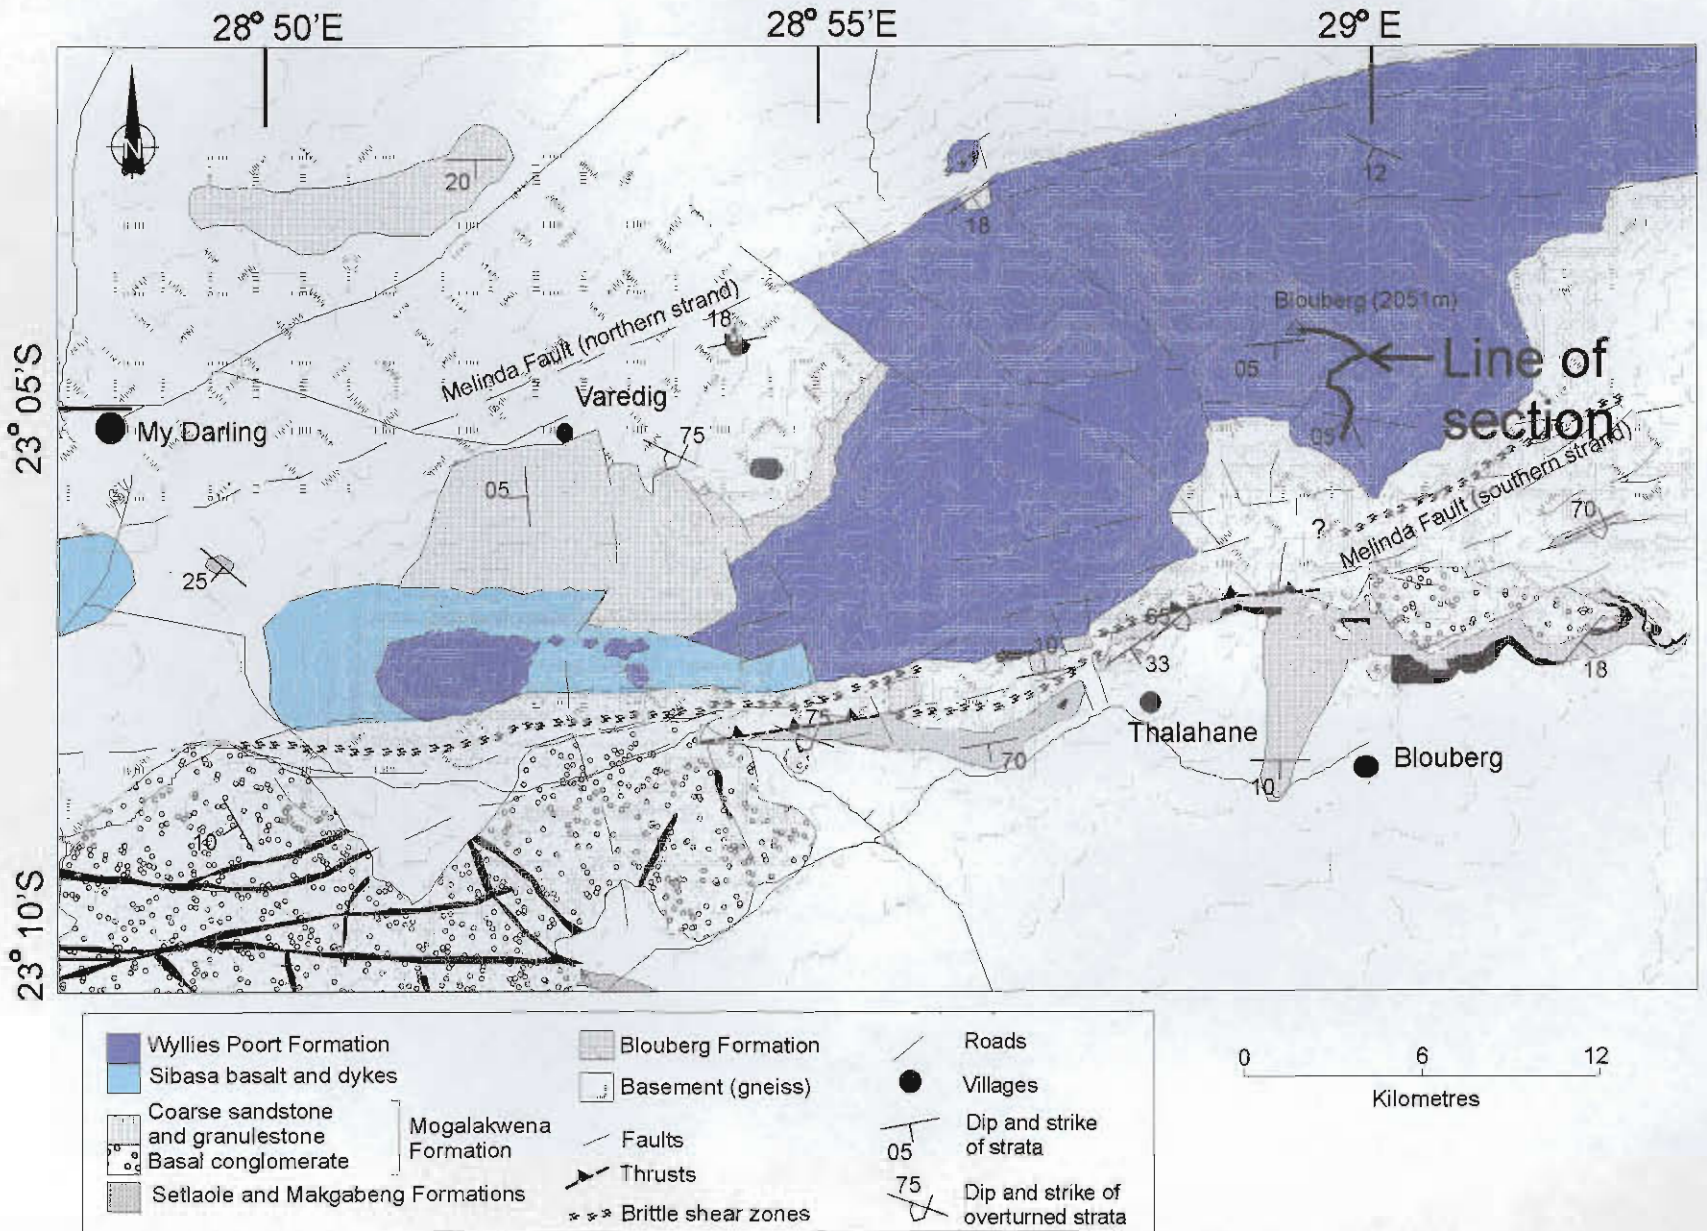 28° 50'E
28° 55'E
29° E
N
20
12
18
Blouberg (2051m)
18
Melinda Fault (northern strand)
05
Line of
section
23° 05'S
Varedig
My Darling
75
05
05
?
Melinda Fault (southern strand)
70
25
65
10
33
18
75
70
Thalahane
Blouberg
10
10
23° 10'S
Wyllies Poort Formation
Sibasa basalt and dykes
Coarse sandstone
and granulestone
Basal conglomerate
Mogalakwena
Formation
Setlaole and Makgabeng Formations
Blouberg Formation
Basement (gneiss)
Faults
Thrusts
Brittle shear zones
Roads
Villages
05
Dip and strike
of strata
75
Dip and strike of
overturned strata
0
6
12
Kilometres